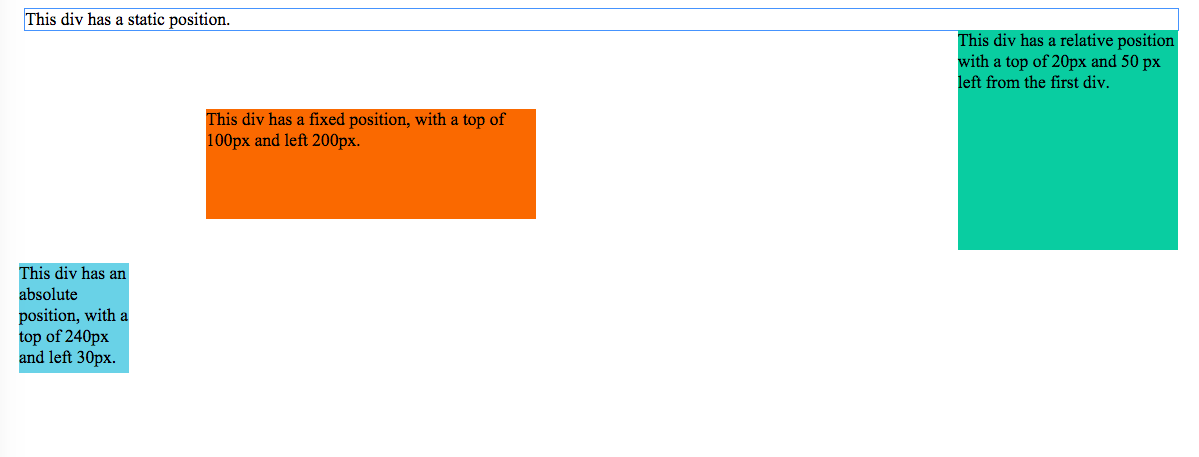 This div has a static position.
This div has a relative position
with a top of 20px and 50 px
left from the first div.
This div has a fixed position, with a top of
100px and left 200px.
This div has an
absolute
position, with a
top of 240px
and left 30px.